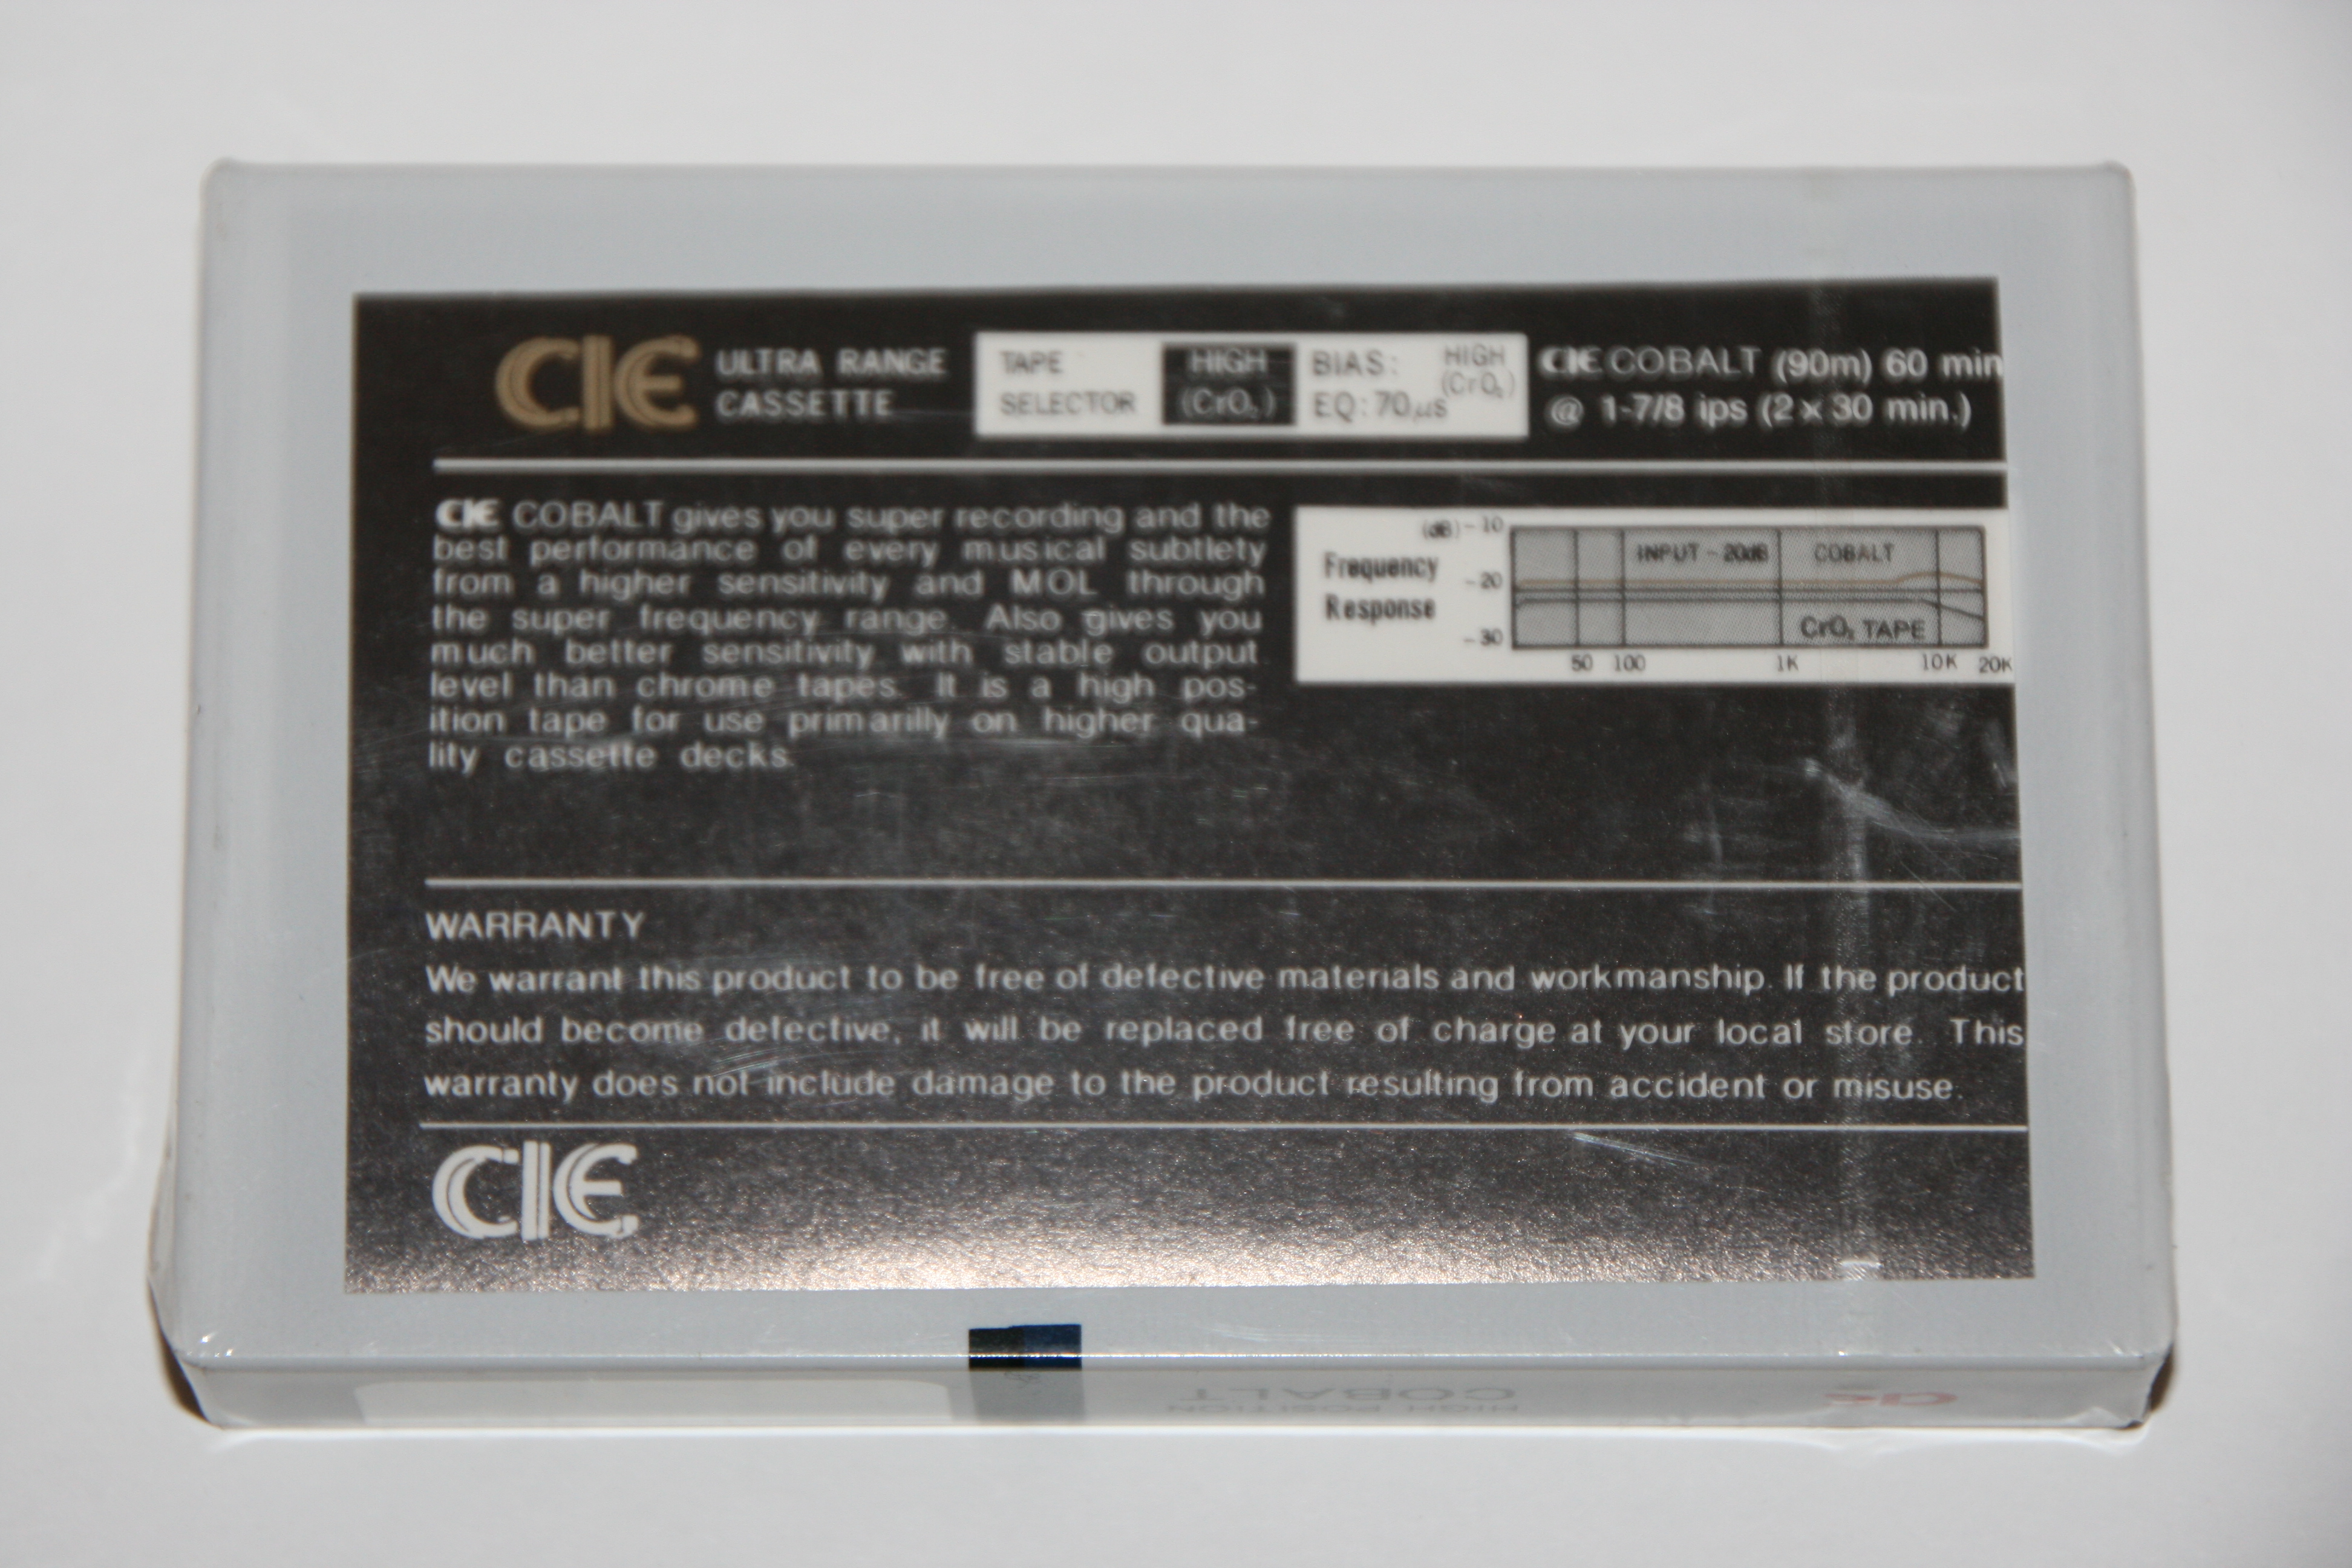 CIE ULTRA RANGE CASSETTE
TAPE SELECTOR HIGH (CrO₂) BIAS: HIGH (CrO₂) EQ: 70µs
CIE COBALT (90m) 60 min
@ 1-7/8 ips (2 x 30 min.)
CIE COBALT gives you super recording and the
best performance of every musical subtlety
from a higher sensitivity and MOL through
the super frequency range. Also gives you
much better sensitivity with stable output
level than chrome tapes. It is a high pos-
ition tape for use primarilly on higher qua-
lity cassette decks.
Frequency
Response
(dB) -10
-20
-30
INPUT -20dB COBALT
CrO₂ TAPE
50 100 1K 10K 20K
WARRANTY
We warrant this product to be free of defective materials and workmanship. If the product
should become defective, it will be replaced free of charge at your local store. This
warranty does not include damage to the product resulting from accident or misuse.
CIE
COBALT
HIGH POSITION
CIE